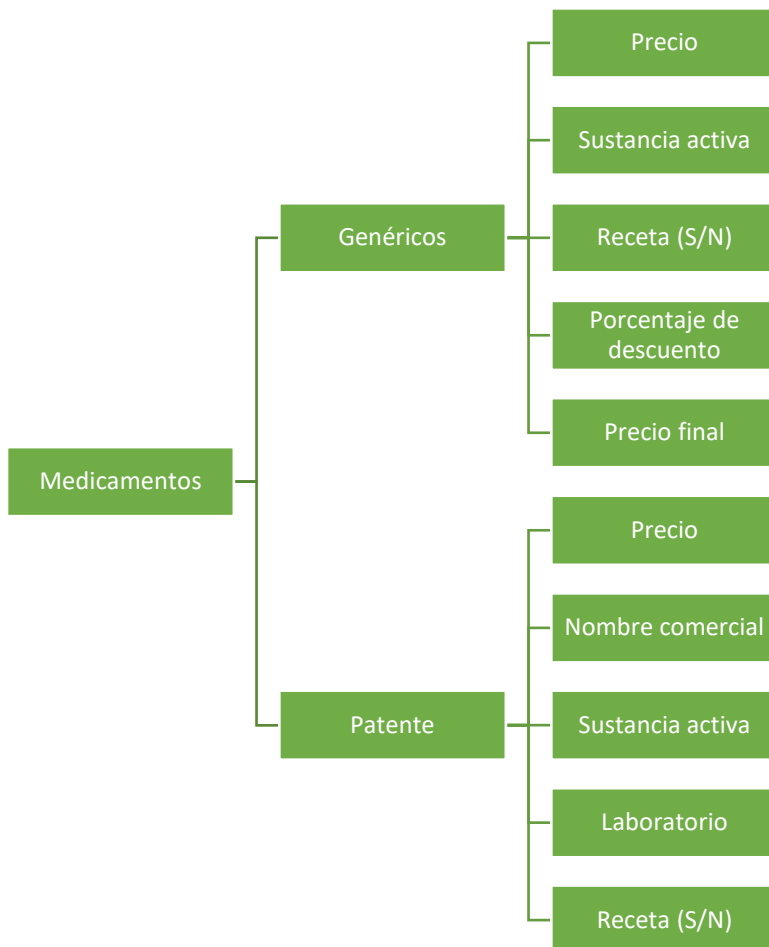 Medicamentos
Genéricos
Precio
Sustancia activa
Receta (S/N)
Porcentaje de
descuento
Precio final
Patente
Precio
Nombre comercial
Sustancia activa
Laboratorio
Receta (S/N)